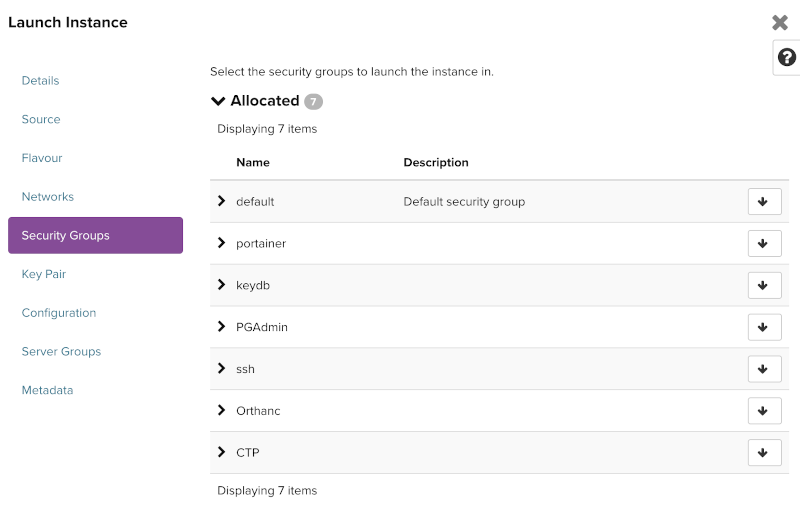 Launch Instance
Details
Source
Flavour
Networks
Security Groups
Key Pair
Configuration
Server Groups
Metadata
Select the security groups to launch the instance in.
Allocated 7
Displaying 7 items
Name Description
default Default security group
portainer
keydb
PGAdmin
ssh
Orthanc
CTP
Displaying 7 items